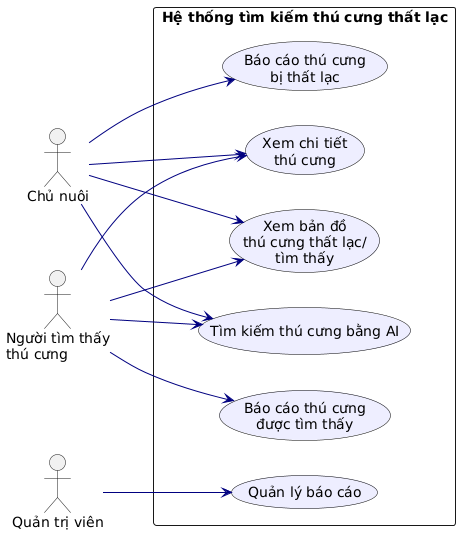 Hệ thống tìm kiếm thú cưng thất lạc
Báo cáo thú cưng
bị thất lạc
Xem chi tiết
thú cưng
Chủ nuôi
Xem bản đồ
thú cưng thất lạc/
tìm thấy
Người tìm thấy
thú cưng
Tìm kiếm thú cưng bằng AI
Báo cáo thú cưng
được tìm thấy
Quản lý báo cáo
Quản trị viên